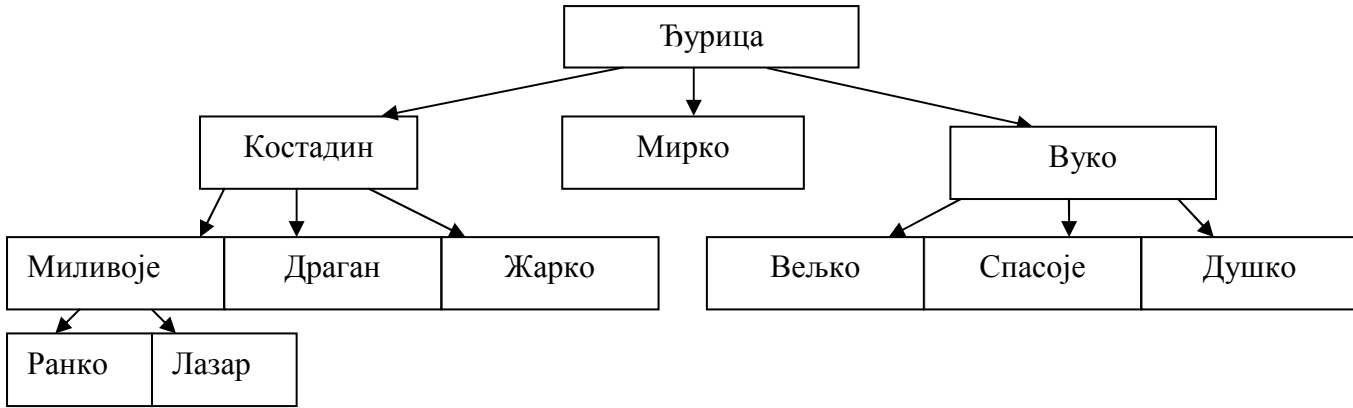 Ђурица
Костадин
Мирко
Вуко
Миливоје
Драган
Жарко
Вељко
Спасоје
Душко
Ранко
Лазар